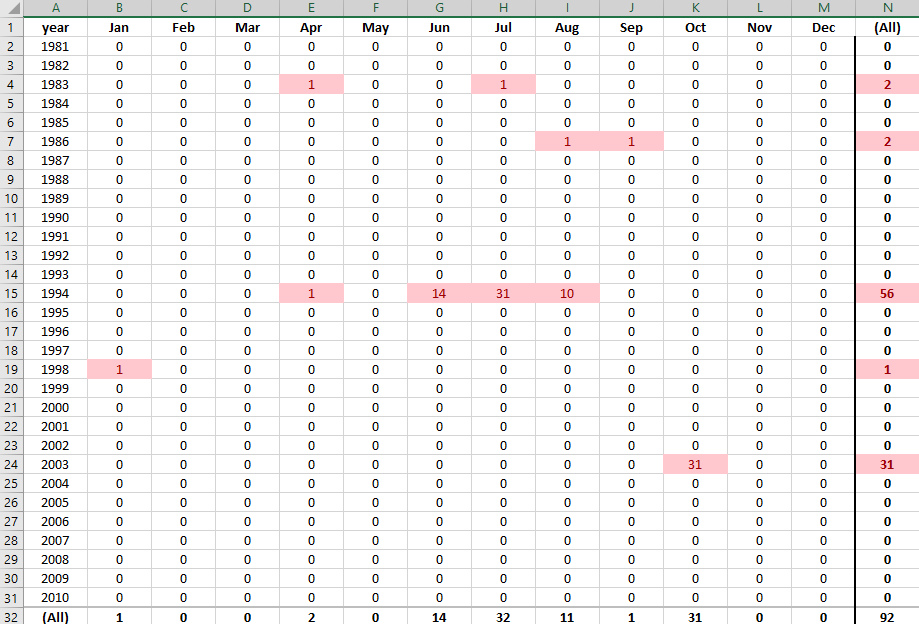 A B C D E F G H I J K L M N
1 year Jan Feb Mar Apr May Jun Jul Aug Sep Oct Nov Dec (All)
2 1981 0 0 0 0 0 0 0 0 0 0 0 0 0
3 1982 0 0 0 0 0 0 0 0 0 0 0 0 0
4 1983 0 0 0 1 0 0 1 0 0 0 0 0 2
5 1984 0 0 0 0 0 0 0 0 0 0 0 0 0
6 1985 0 0 0 0 0 0 0 0 0 0 0 0 0
7 1986 0 0 0 0 0 0 0 1 1 0 0 0 2
8 1987 0 0 0 0 0 0 0 0 0 0 0 0 0
9 1988 0 0 0 0 0 0 0 0 0 0 0 0 0
10 1989 0 0 0 0 0 0 0 0 0 0 0 0 0
11 1990 0 0 0 0 0 0 0 0 0 0 0 0 0
12 1991 0 0 0 0 0 0 0 0 0 0 0 0 0
13 1992 0 0 0 0 0 0 0 0 0 0 0 0 0
14 1993 0 0 0 0 0 0 0 0 0 0 0 0 0
15 1994 0 0 0 1 0 14 31 10 0 0 0 0 56
16 1995 0 0 0 0 0 0 0 0 0 0 0 0 0
17 1996 0 0 0 0 0 0 0 0 0 0 0 0 0
18 1997 0 0 0 0 0 0 0 0 0 0 0 0 0
19 1998 1 0 0 0 0 0 0 0 0 0 0 0 1
20 1999 0 0 0 0 0 0 0 0 0 0 0 0 0
21 2000 0 0 0 0 0 0 0 0 0 0 0 0 0
22 2001 0 0 0 0 0 0 0 0 0 0 0 0 0
23 2002 0 0 0 0 0 0 0 0 0 0 0 0 0
24 2003 0 0 0 0 0 0 0 0 0 31 0 0 31
25 2004 0 0 0 0 0 0 0 0 0 0 0 0 0
26 2005 0 0 0 0 0 0 0 0 0 0 0 0 0
27 2006 0 0 0 0 0 0 0 0 0 0 0 0 0
28 2007 0 0 0 0 0 0 0 0 0 0 0 0 0
29 2008 0 0 0 0 0 0 0 0 0 0 0 0 0
30 2009 0 0 0 0 0 0 0 0 0 0 0 0 0
31 2010 0 0 0 0 0 0 0 0 0 0 0 0 0
32 (All) 1 0 0 2 0 14 32 11 1 31 0 0 92